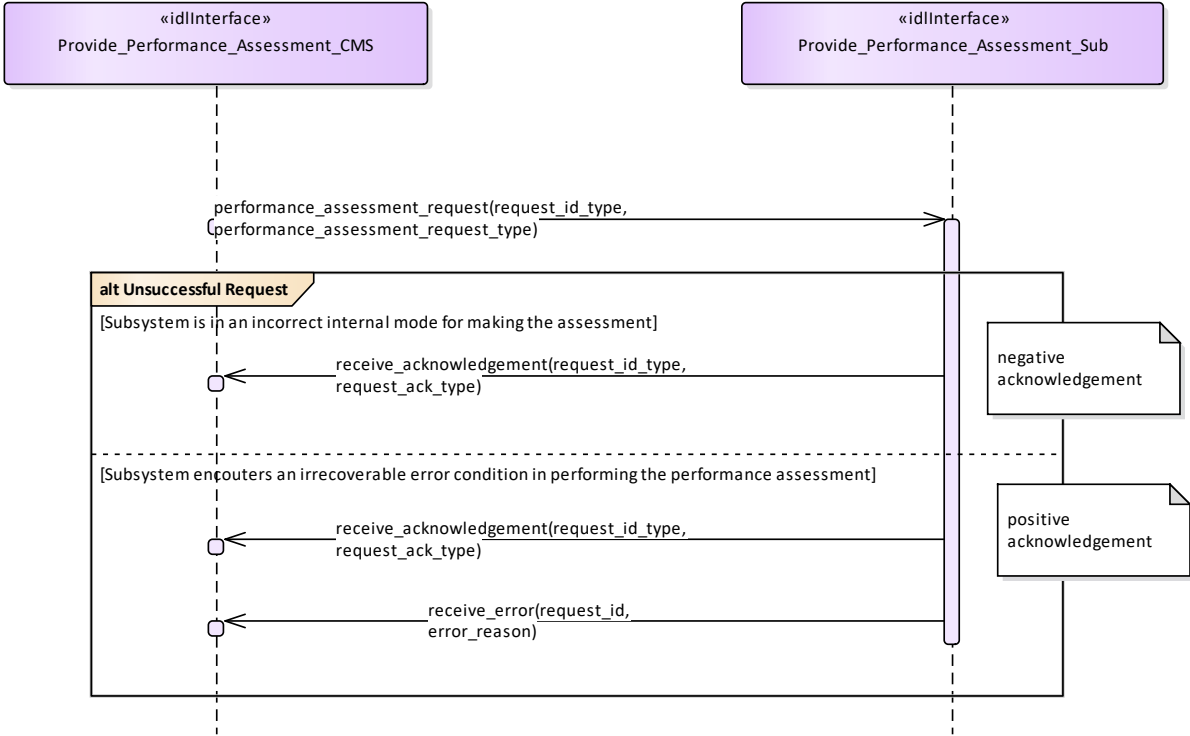 «idlInterface»
Provide_Performance_Assessment_CMS
«idlInterface»
Provide_Performance_Assessment_Sub
performance_assessment_request(request_id_type,
performance_assessment_request_type)
alt Unsuccessful Request
[Subsystem is in an incorrect internal mode for making the assessment]
receive_acknowledgement(request_id_type,
request_ack_type)
negative
acknowledgement
[Subsystem encouters an irrecoverable error condition in performing the performance assessment]
receive_acknowledgement(request_id_type,
request_ack_type)
positive
acknowledgement
receive_error(request_id,
error_reason)